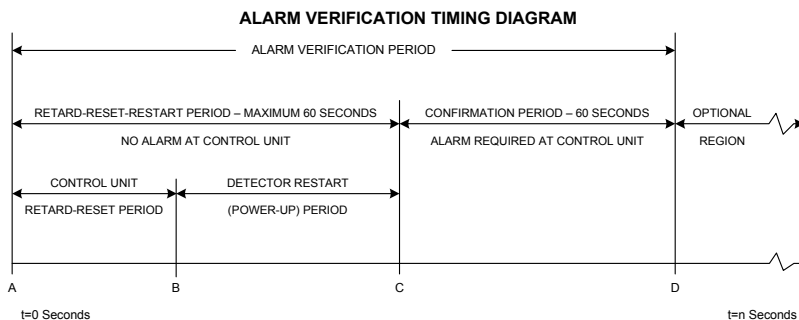 ALARM VERIFICATION TIMING DIAGRAM
ALARM VERIFICATION PERIOD
RETARD-RESET-RESTART PERIOD – MAXIMUM 60 SECONDS
NO ALARM AT CONTROL UNIT
CONFIRMATION PERIOD – 60 SECONDS
ALARM REQUIRED AT CONTROL UNIT
OPTIONAL
REGION
CONTROL UNIT
RETARD-RESET PERIOD
DETECTOR RESTART
(POWER-UP) PERIOD
A
B
C
D
t=0 Seconds
t=n Seconds